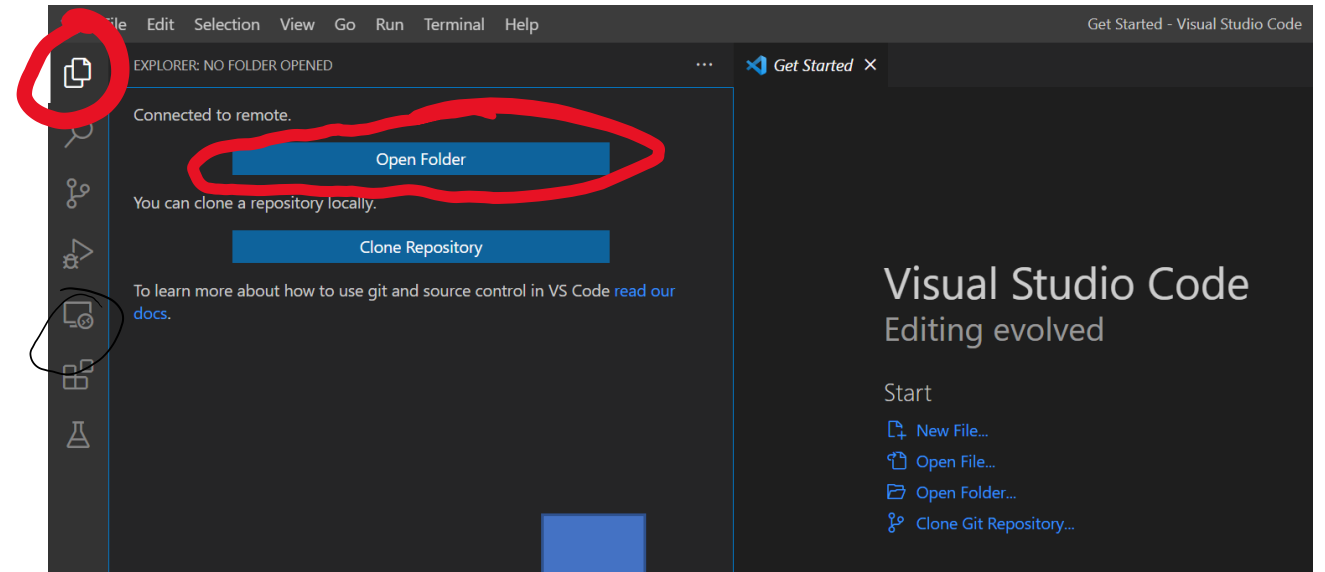 File Edit Selection View Go Run Terminal Help
Get Started - Visual Studio Code
EXPLORER: NO FOLDER OPENED
Get Started
Connected to remote.
Open Folder
You can clone a repository locally.
Clone Repository
To learn more about how to use git and source control in VS Code read our
docs.
Visual Studio Code
Editing evolved
Start
New File...
Open File...
Open Folder...
Clone Git Repository...